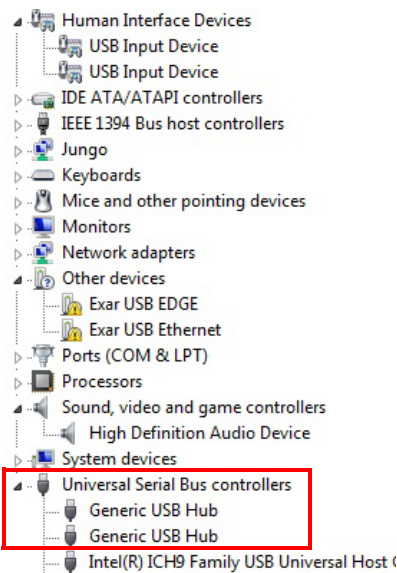 Human Interface Devices
USB Input Device
USB Input Device
IDE ATA/ATAPI controllers
IEEE 1394 Bus host controllers
Jungo
Keyboards
Mice and other pointing devices
Monitors
Network adapters
Other devices
Exar USB EDGE
Exar USB Ethernet
Ports (COM & LPT)
Processors
Sound, video and game controllers
High Definition Audio Device
System devices
Universal Serial Bus controllers
Generic USB Hub
Generic USB Hub
Intel(R) ICH9 Family USB Universal Host